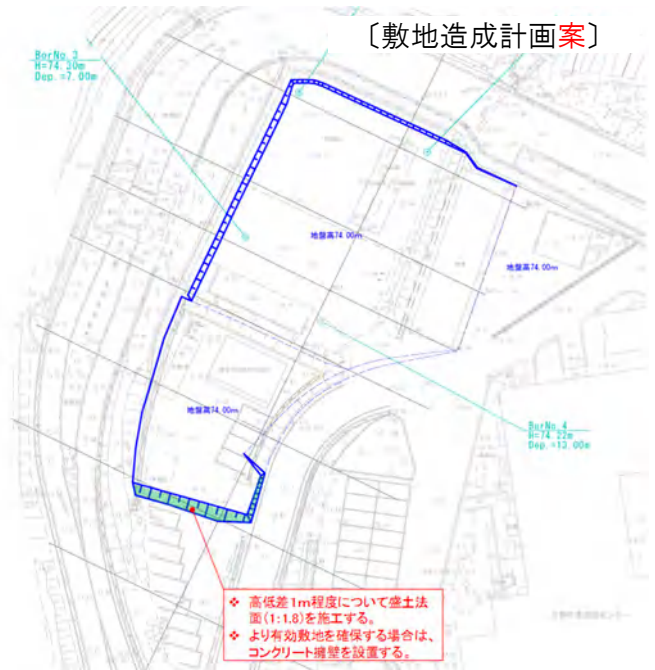 〔敷地造成計画案〕
BorNo.3
H=74.30m
Dep.=7.00m
地盤高74.00m
地盤高74.00m
地盤高74.00m
BorNo.4
H=74.22m
Dep.=13.00m
❖ 高低差1m程度について盛土法
面(1:1.8)を施工する。
❖ より有効敷地を確保する場合は、
コンクリート擁壁を設置する。